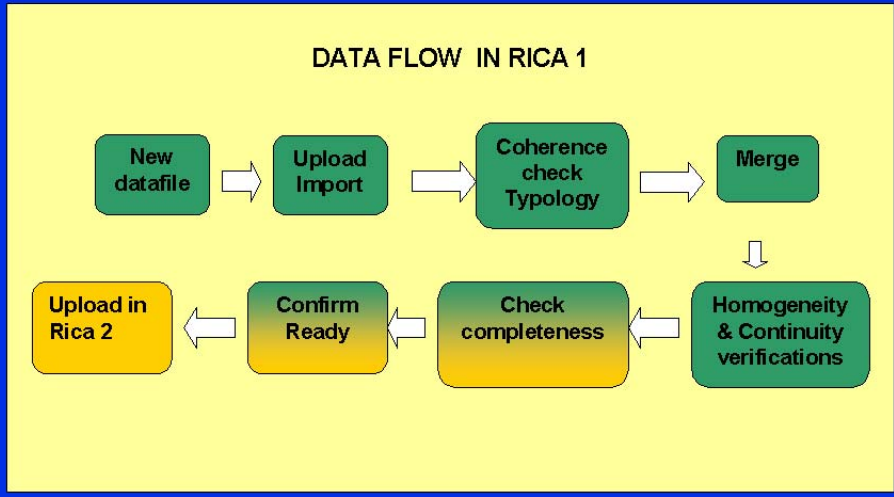 DATA FLOW IN RICA 1
New
datafile
Upload
Import
Coherence
check
Typology
Merge
Homogeneity
& Continuity
verifications
Check
completeness
Confirm
Ready
Upload in
Rica 2